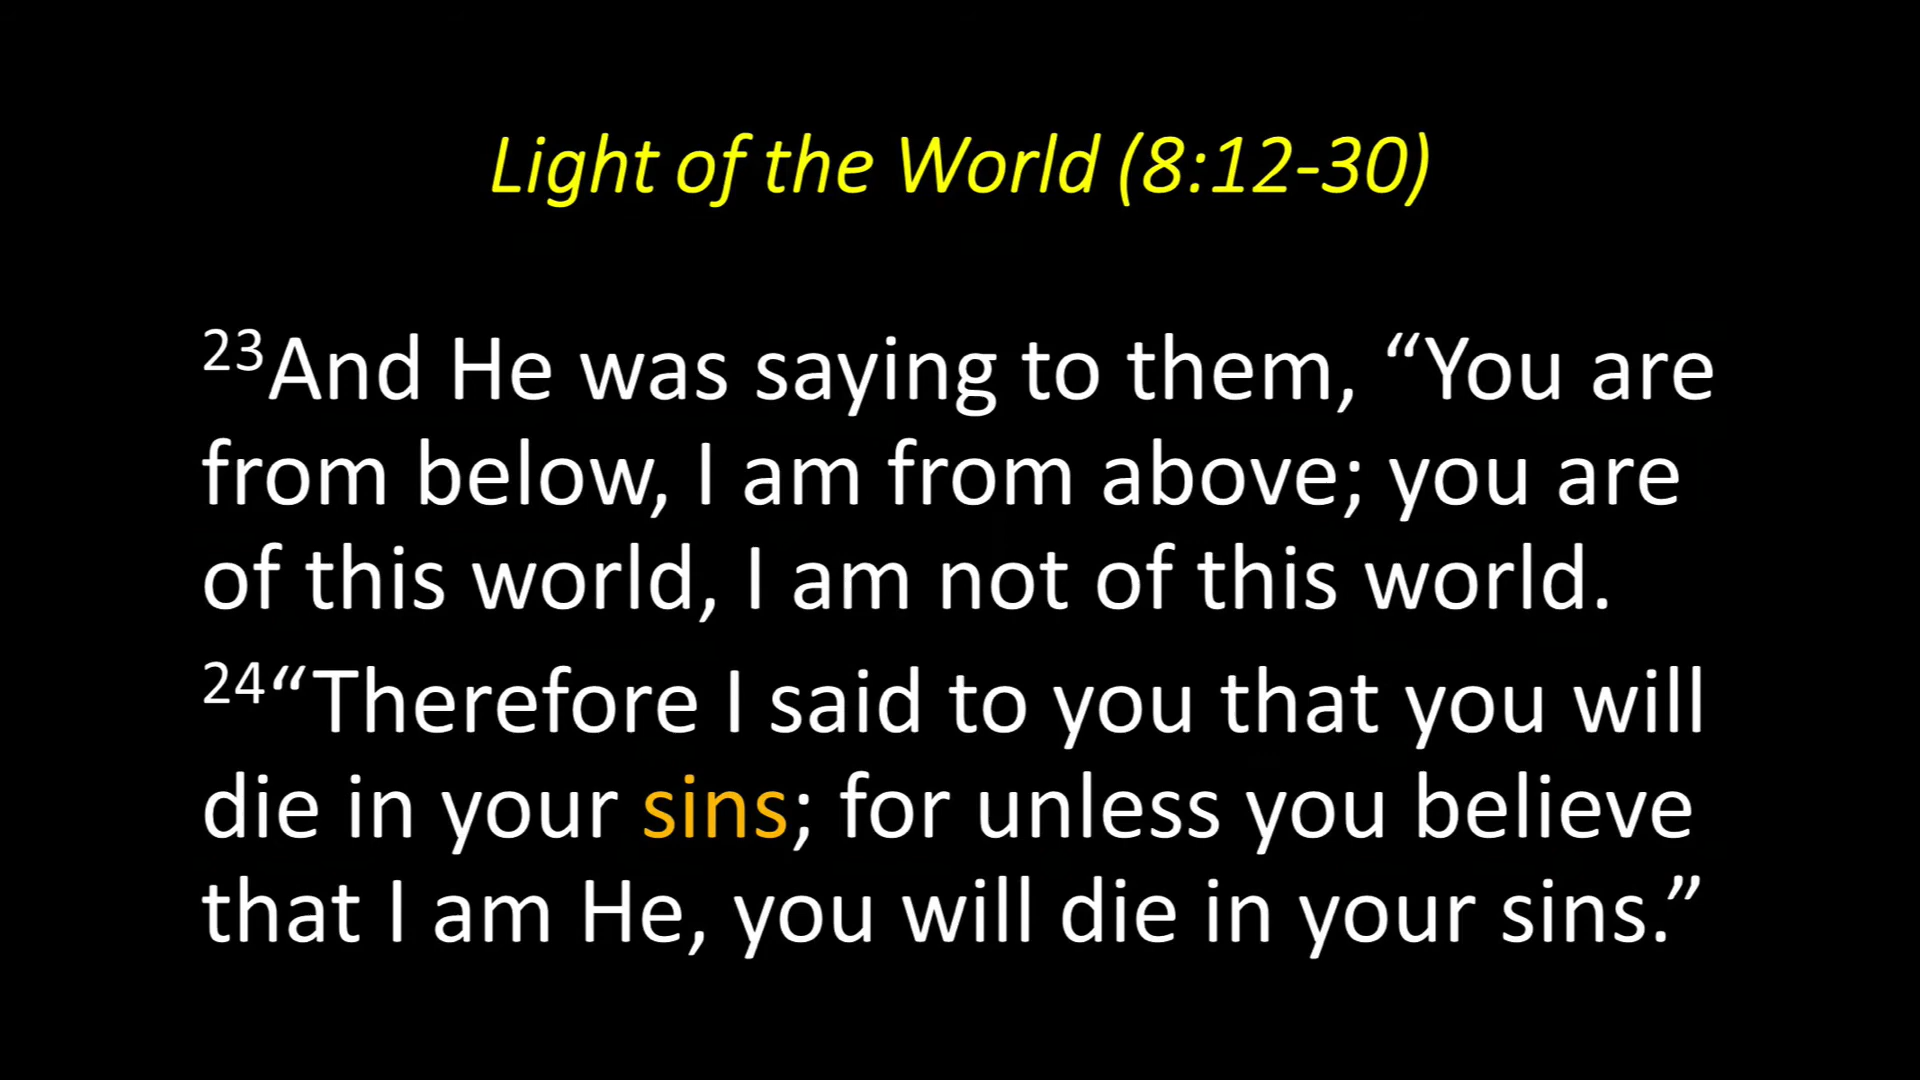 Light of the World (8:12-30)
23And He was saying to them, “You are
from below, I am from above; you are
of this world, I am not of this world.
24“Therefore I said to you that you will
die in your sins; for unless you believe
that I am He, you will die in your sins.”